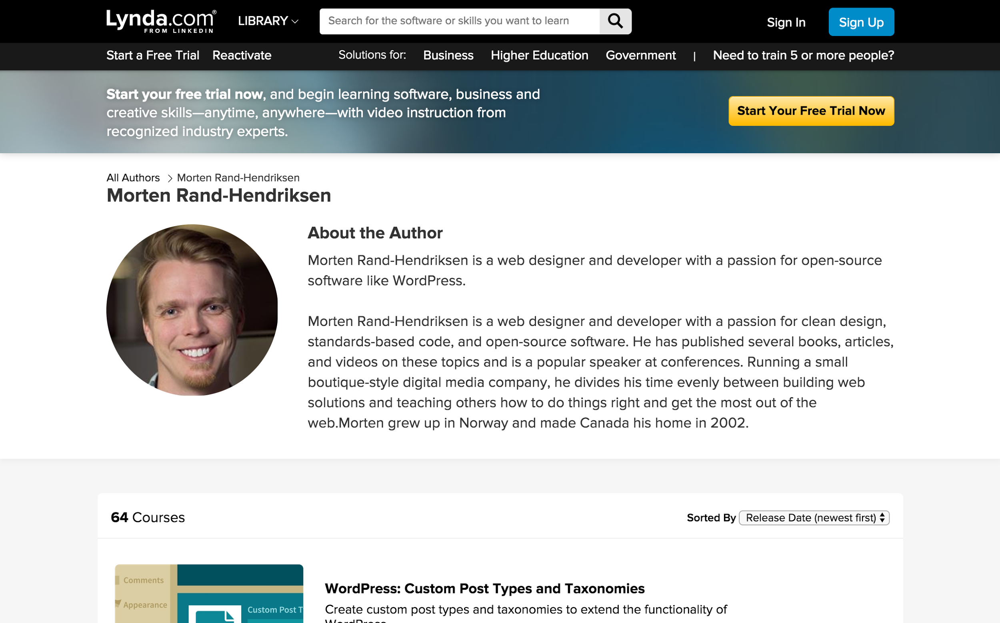 Lynda.com®
FROM LINKEDIN
LIBRARY
Search for the software or skills you want to learn
Sign In
Sign Up
Start a Free Trial
Reactivate
Solutions for:
Business
Higher Education
Government
|
Need to train 5 or more people?
Start your free trial now, and begin learning software, business and
creative skills—anytime, anywhere—with video instruction from
recognized industry experts.
Start Your Free Trial Now
All Authors > Morten Rand-Hendriksen
Morten Rand-Hendriksen
About the Author
Morten Rand-Hendriksen is a web designer and developer with a passion for open-source
software like WordPress.
Morten Rand-Hendriksen is a web designer and developer with a passion for clean design,
standards-based code, and open-source software. He has published several books, articles,
and videos on these topics and is a popular speaker at conferences. Running a small
boutique-style digital media company, he divides his time evenly between building web
solutions and teaching others how to do things right and get the most out of the
web.Morten grew up in Norway and made Canada his home in 2002.
64 Courses
Sorted By
Release Date (newest first)
Comments
Appearance
Custom Post T
WordPress: Custom Post Types and Taxonomies
Create custom post types and taxonomies to extend the functionality of